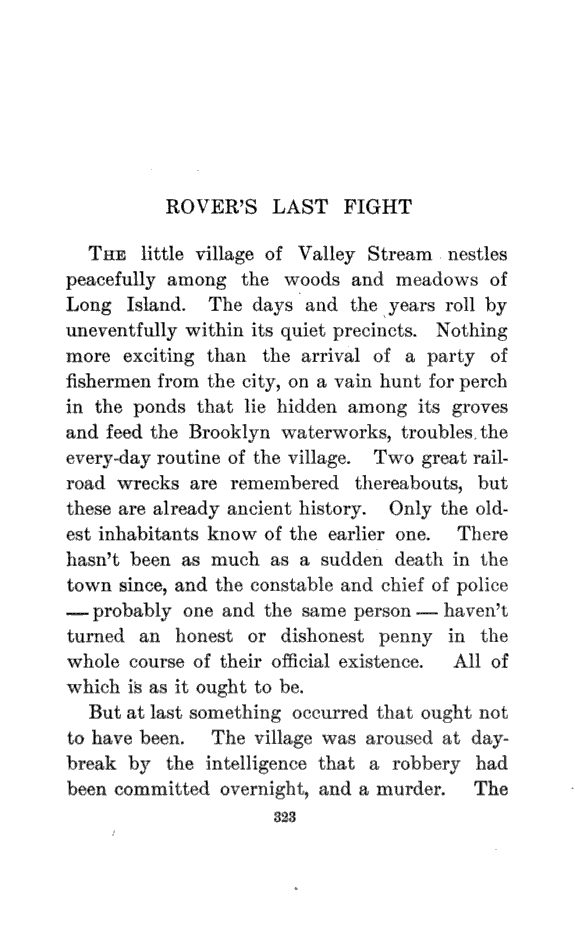 ROVER'S LAST FIGHT
THE little village of Valley Stream nestles
peacefully among the woods and meadows of
Long Island. The days and the years roll by
uneventfully within its quiet precincts. Nothing
more exciting than the arrival of a party of
fishermen from the city, on a vain hunt for perch
in the ponds that lie hidden among its groves
and feed the Brooklyn waterworks, troubles the
every-day routine of the village. Two great rail-
road wrecks are remembered thereabouts, but
these are already ancient history. Only the old-
est inhabitants know of the earlier one. There
hasn't been as much as a sudden death in the
town since, and the constable and chief of police
— probably one and the same person — haven't
turned an honest or dishonest penny in the
whole course of their official existence. All of
which is as it ought to be.
But at last something occurred that ought not
to have been. The village was aroused at day-
break by the intelligence that a robbery had
been committed overnight, and a murder. The
323